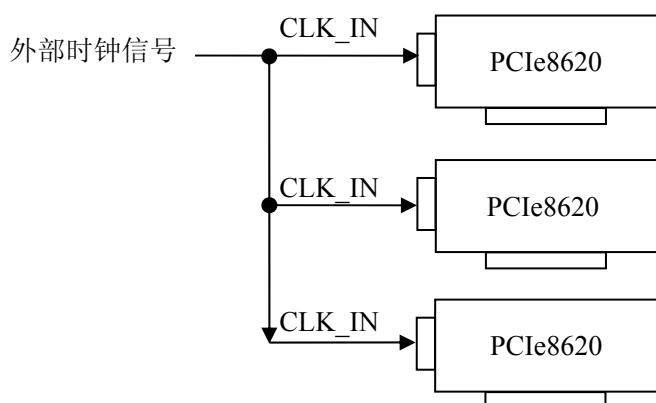 外部时钟信号
CLK_IN
PCIe8620
CLK_IN
PCIe8620
CLK_IN
PCIe8620